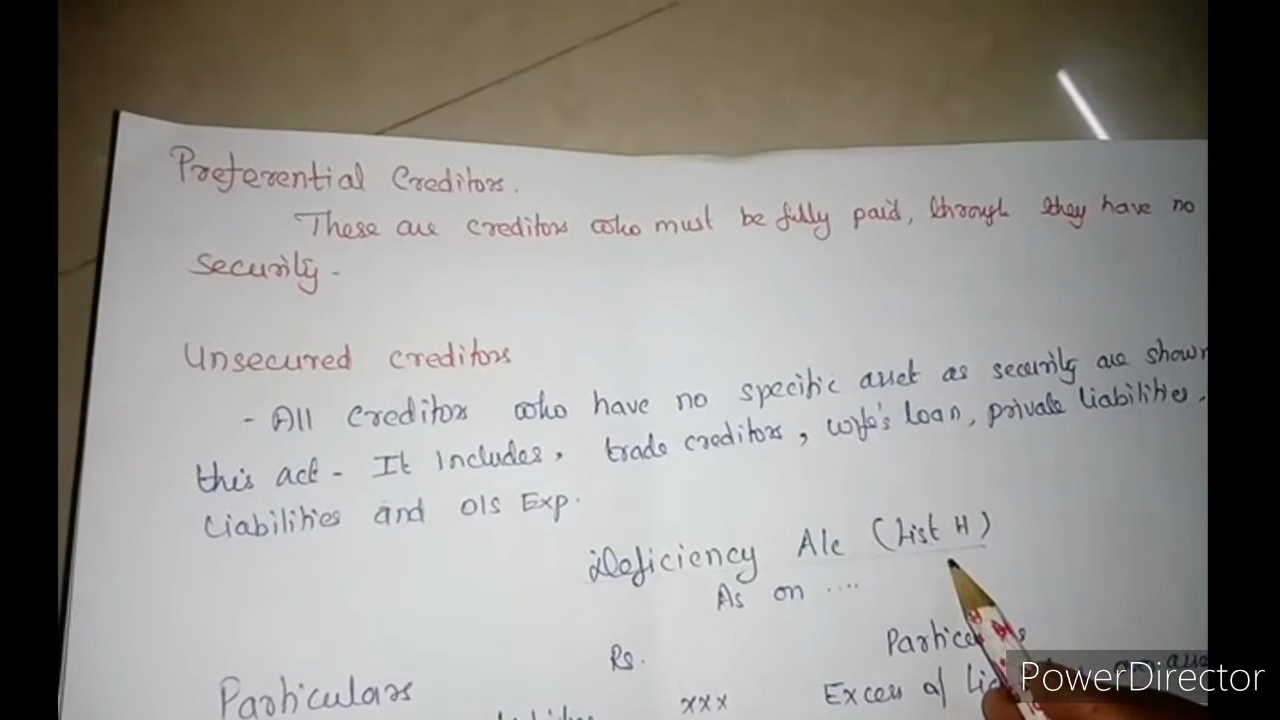 Preferential Creditors.
These are creditors who must be fully paid, through they have no
Security-
Unsecured creditors
- All creditors who have no specific asset as security are shown
this act- It includes, trade creditors, wife's loan, private liabilities.
Liabilities and O/S Exp.
Deficiency A/c (List H)
As on ....
Rs.
Particulars
xxx Excess of
PowerDirector